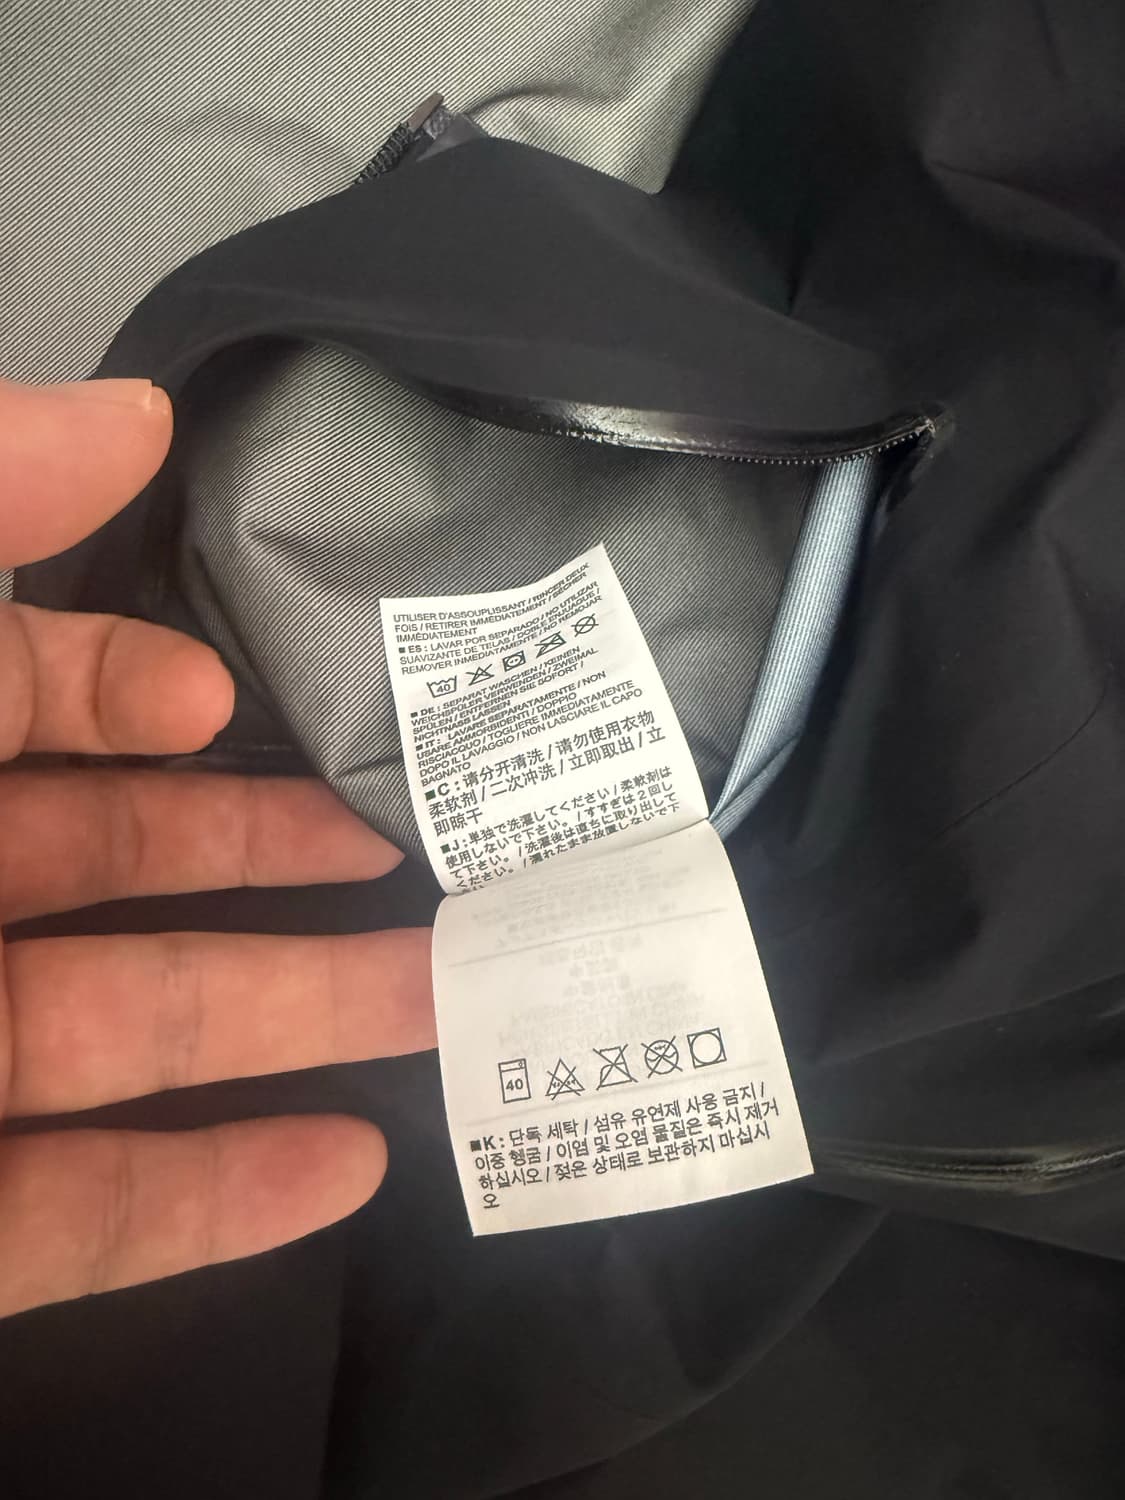 UTILISER D'ASSOUPLISSANT / RINCER DEUX
FOIS / RETIRER IMMÉDIATEMENT / SÉCHER
IMMÉDIATEMENT
■ ES : LAVAR POR SEPARADO / NO UTILIZAR
SUAVIZANTE DE TELAS / DOBLE ENJUAGUE /
REMOVER INMEDIATAMENTE / NO REMOJAR
40
■ DE : SEPARAT WASCHEN / KEINEN
WEICHSPÜLER VERWENDEN / ZWEIMAL
SPÜLEN / ENTFERNEN SIE SOFORT /
NICHTNASS LASSEN
■ IT : LAVARE SEPARATAMENTE / NON
USARE AMMORBIDENTI / DOPPIO
RISCIACQUO / TOGLIERE IMMEDIATAMENTE
DOPO IL LAVAGGIO / NON LASCIARE IL CAPO
BAGNATO
■C : 请分开清洗 / 请勿使用衣物
柔软剂 / 二次冲洗 / 立即取出 / 立
即晾干
■J : 単独で洗濯してください / 柔軟剤は
使用しないで下さい。 / すすぎは2回し
て下さい。 / 洗濯後は直ちに取り出して
ください。 / 濡れたまま放置しないで下
さい
40
■K : 단독 세탁 / 섬유 유연제 사용 금지 /
이중 헹굼 / 이염 및 오염 물질은 즉시 제거
하십시오 / 젖은 상태로 보관하지 마십시
오